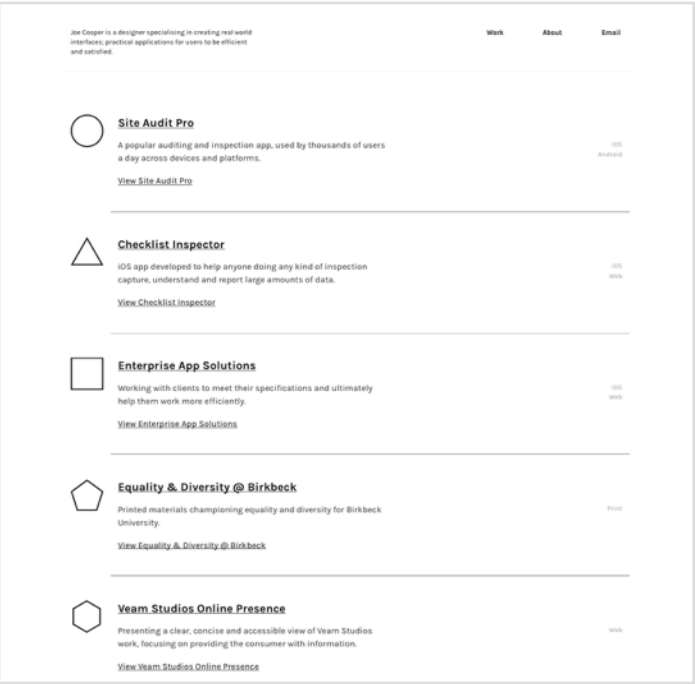 Joe Cooper is a designer specialising in creating real world
interfaces; practical applications for users to be efficient
and satisfied.
Work About Email
Site Audit Pro
A popular auditing and inspection app, used by thousands of users
a day across devices and platforms.
iOS
Android
View Site Audit Pro
Checklist Inspector
iOS app developed to help anyone doing any kind of inspection
capture, understand and report large amounts of data.
iOS
Web
View Checklist Inspector
Enterprise App Solutions
Working with clients to meet their specifications and ultimately
help them work more efficiently.
iOS
Web
View Enterprise App Solutions
Equality & Diversity @ Birkbeck
Printed materials championing equality and diversity for Birkbeck
University.
Print
View Equality & Diversity @ Birkbeck
Veam Studios Online Presence
Presenting a clear, concise and accessible view of Veam Studios
work, focusing on providing the consumer with information.
Web
View Veam Studios Online Presence